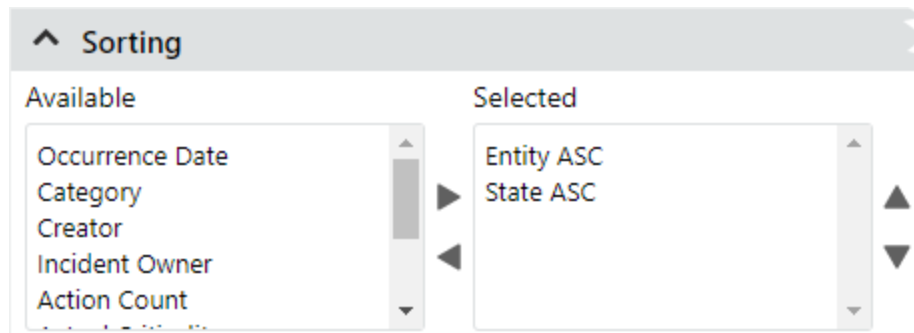 Sorting
Available
Selected
Occurrence Date
Category
Creator
Incident Owner
Action Count
Entity ASC
State ASC